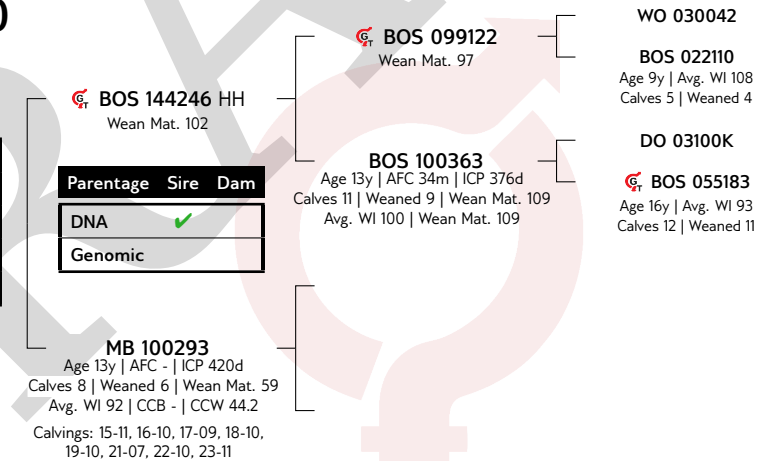 )
WO 030042
BOS 099122
Wean Mat. 97
BOS 022110
Age 9y | Avg. WI 108
Calves 5 | Weaned 4
BOS 144246 HH
Wean Mat. 102
DO 03100K
BOS 100363
Age 13y | AFC 34m | ICP 376d
Calves 11 | Weaned 9 | Wean Mat. 109
Avg. WI 100 | Wean Mat. 109
BOS 055183
Age 16y | Avg. WI 93
Calves 12 | Weaned 11
Parentage Sire Dam
DNA ✔
Genomic
MB 100293
Age 13y | AFC - | ICP 420d
Calves 8 | Weaned 6 | Wean Mat. 59
Avg. WI 92 | CCB - | CCW 44.2
Calvings: 15-11, 16-10, 17-09, 18-10,
19-10, 21-07, 22-10, 23-11